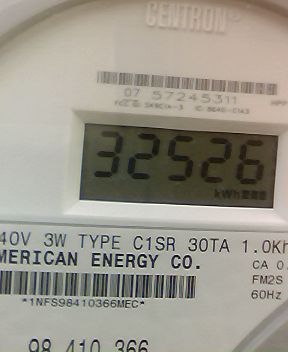 CENTRON
07 57245311
32526
kWh
40V 3W TYPE C1SR 30TA 1.0Kh
MERICAN ENERGY CO.
CA 0.
FM2S
60Hz
*1NFS98410366MEC*
98 410 366